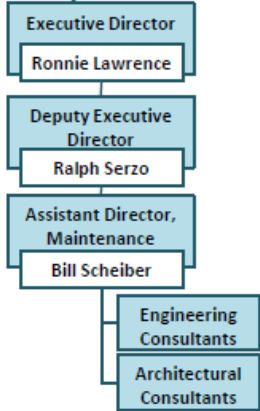 Executive Director
Ronnie Lawrence
Deputy Executive
Director
Ralph Serzo
Assistant Director,
Maintenance
Bill Scheiber
Engineering
Consultants
Architectural
Consultants